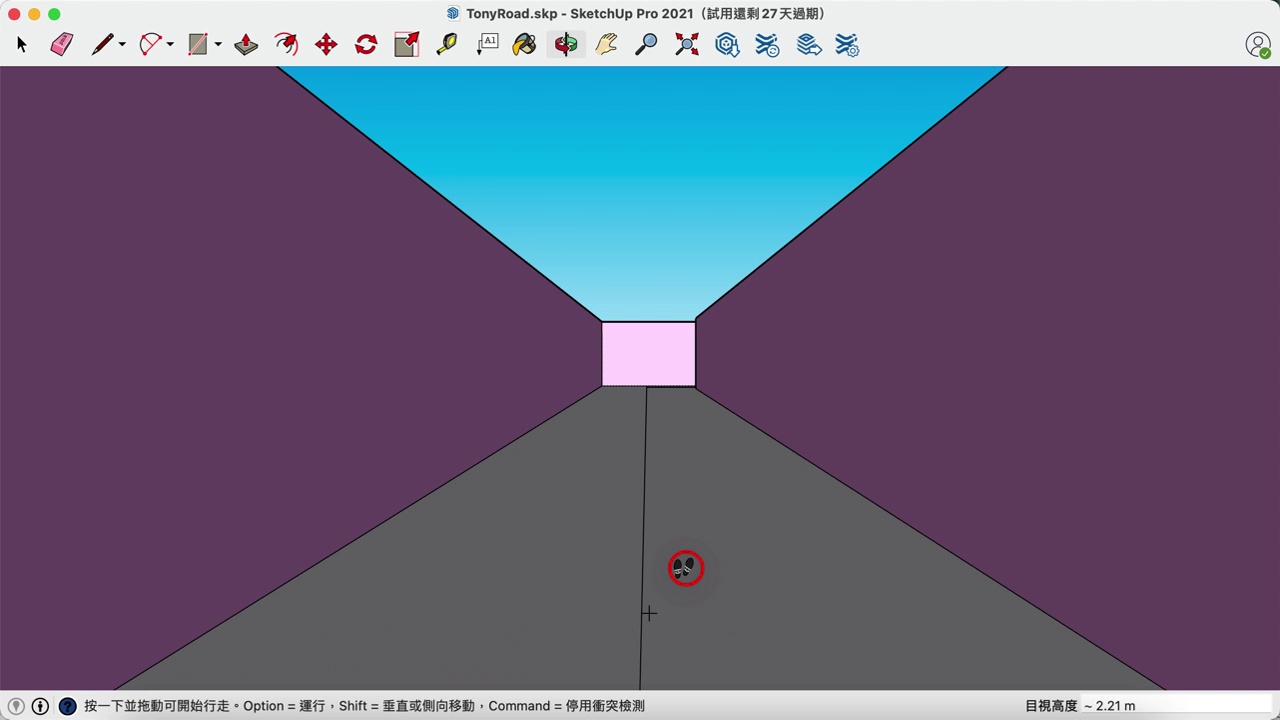 TonyRoad.skp - SketchUp Pro 2021（試用還剩 27 天過期）
A1
按一下並拖動可開始行走。Option = 運行，Shift = 垂直或側向移動，Command = 停用衝突檢測
目視高度 ~ 2.21 m